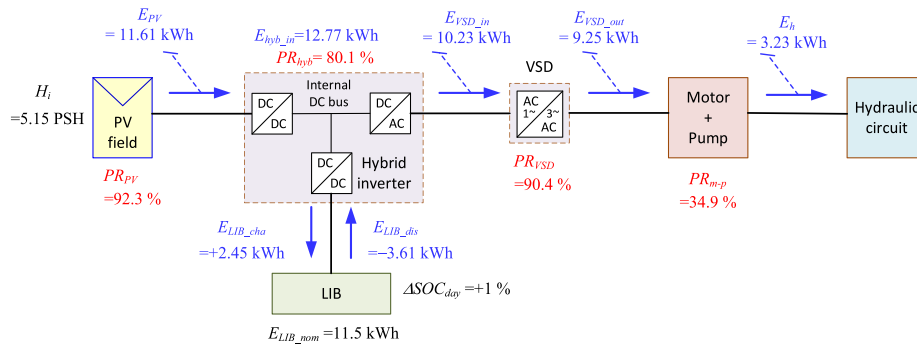 E_PV
= 11.61 kWh
E_hyb_in=12.77 kWh
PR_hyb= 80.1 %
E_VSD_in
= 10.23 kWh
E_VSD_out
= 9.25 kWh
E_h
= 3.23 kWh
H_i
=5.15 PSH
PV
field
PR_PV
=92.3 %
Internal
DC bus
DC
DC
DC
AC
DC
DC
Hybrid
inverter
VSD
AC
1~
3~
AC
PR_VSD
=90.4 %
Motor
+
Pump
PR_m-p
=34.9 %
Hydraulic
circuit
E_LIB_cha
=+2.45 kWh
E_LIB_dis
=−3.61 kWh
LIB
ΔSOC_day =+1 %
E_LIB_nom =11.5 kWh